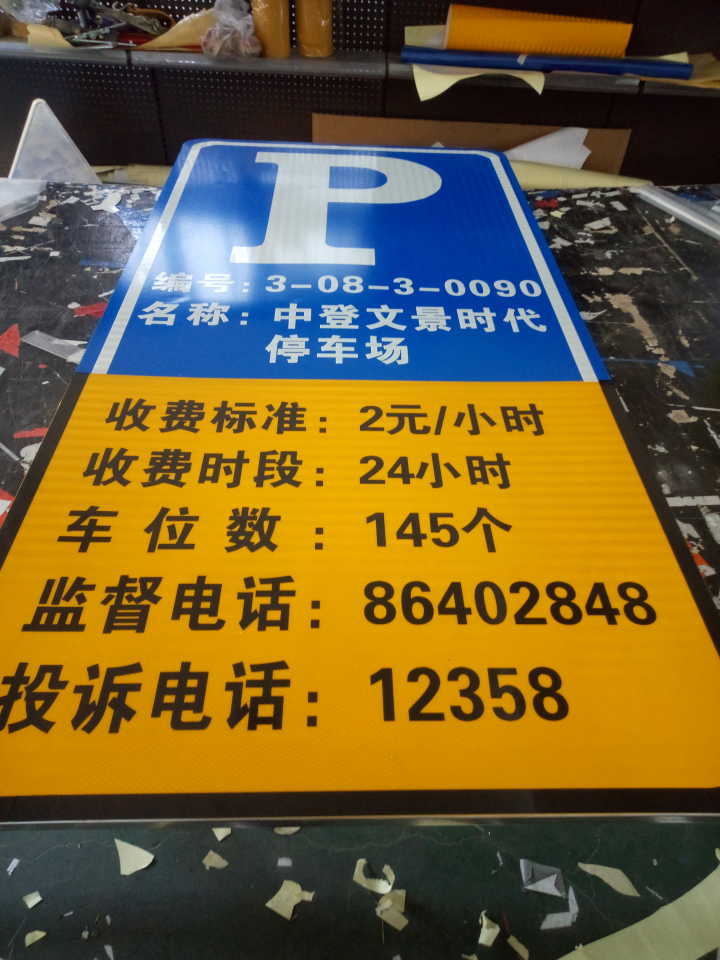 P
编号:3-08-3-0090
名称:中登文景时代
停车场
收费标准:2元/小时
收费时段:24小时
车位数:145个
监督电话:86402848
投诉电话:12358